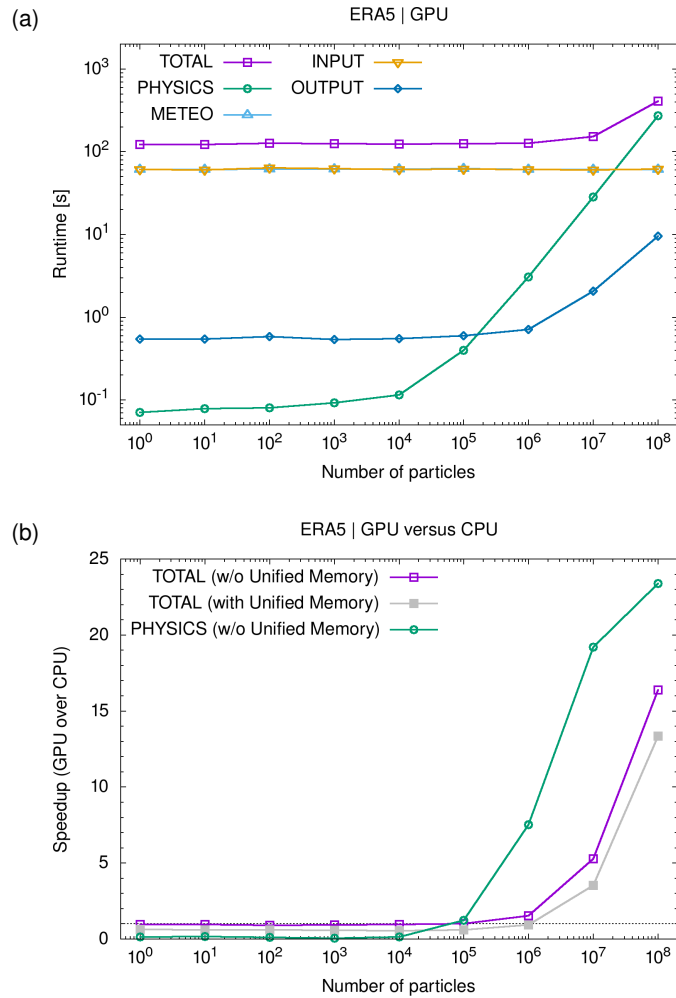 (a)
ERA5 | GPU
TOTAL
INPUT
PHYSICS
OUTPUT
METEO
10³
10²
10¹
10⁰
10⁻¹
Runtime [s]
10⁰ 10¹ 10² 10³ 10⁴ 10⁵ 10⁶ 10⁷ 10⁸
Number of particles
(b)
ERA5 | GPU versus CPU
TOTAL (w/o Unified Memory)
TOTAL (with Unified Memory)
PHYSICS (w/o Unified Memory)
25
20
15
10
5
0
Speedup (GPU over CPU)
10⁰ 10¹ 10² 10³ 10⁴ 10⁵ 10�6 10⁷ 10⁸
Number of particles